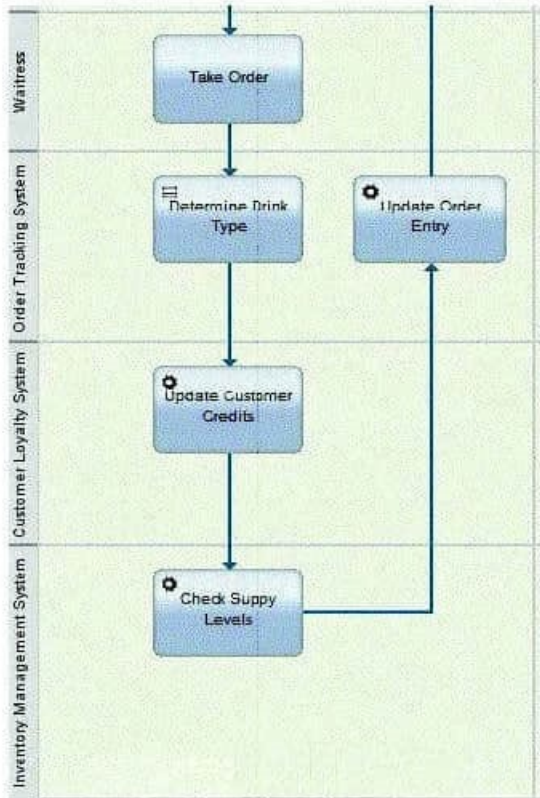 Waitress
Take Order
Order Tracking System
Determine Drink
Type
Update Order
Entry
Customer Loyalty System
Update Customer
Credits
Inventory Management System
Check Suppy
Levels